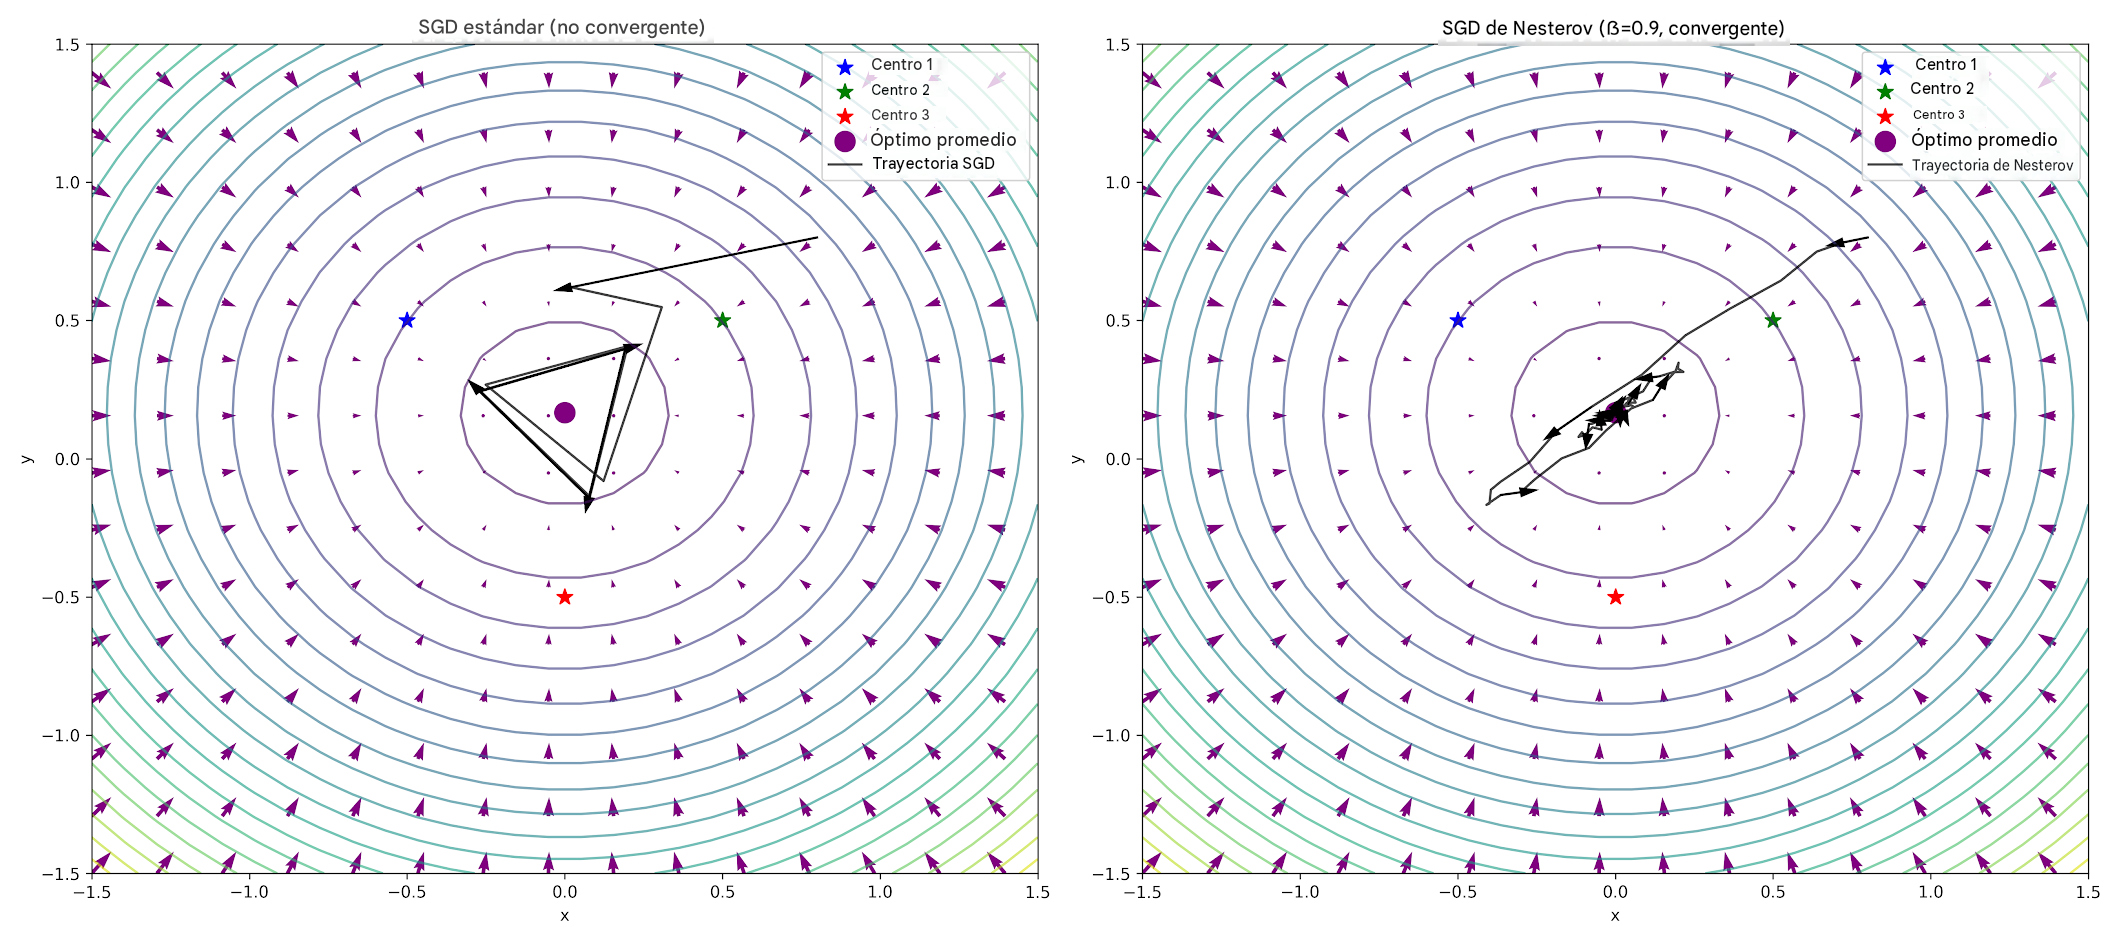 SGD estándar (no convergente)
Centro 1
Centro 2
Centro 3
Óptimo promedio
Trayectoria SGD
1.5
1.0
0.5
0.0
−0.5
−1.0
−1.5
y
−1.5
−1.0
−0.5
0.0
0.5
1.0
1.5
x
SGD de Nesterov (ß=0.9, convergente)
Centro 1
Centro 2
Centro 3
Óptimo promedio
Trayectoria de Nesterov
1.5
1.0
0.5
0.0
−0.5
−1.0
−1.5
y
−1.5
−1.0
−0.5
0.0
0.5
1.0
1.5
x